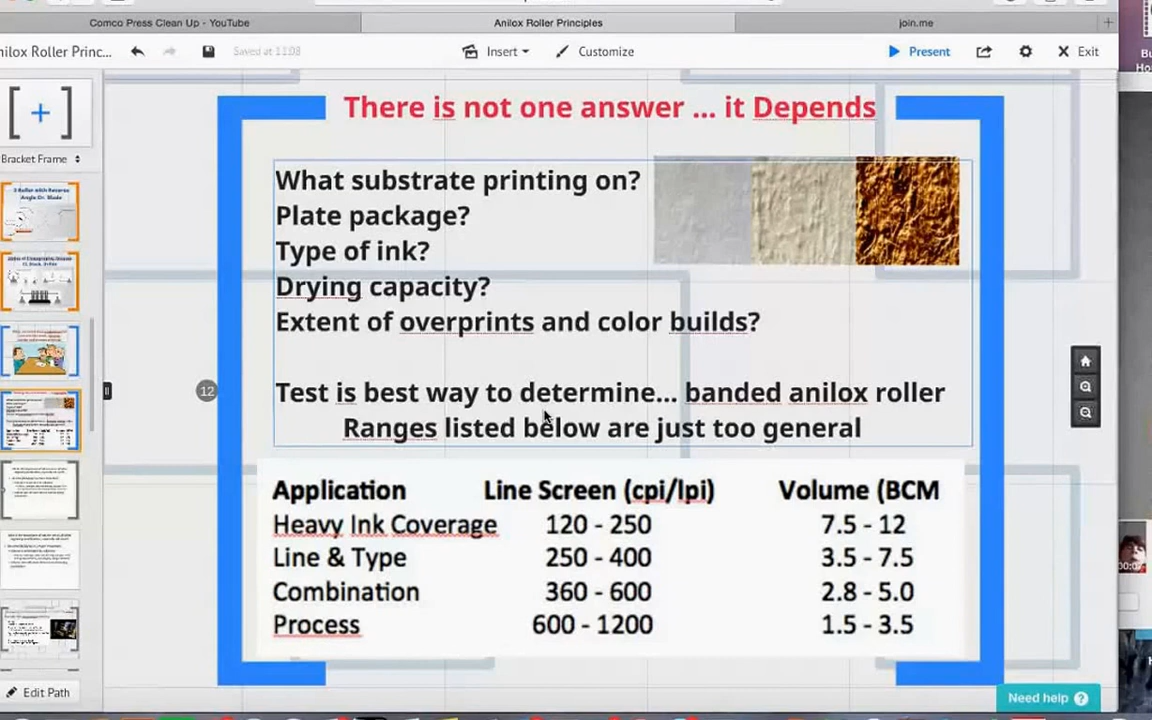 Comco Press Clean Up - YouTube
Anilox Roller Principles
join.me
nilox Roller Princ...
Saved at 11:08
Insert
Customize
Present
Exit
There is not one answer ... it Depends
Bracket Frame
What substrate printing on?
Plate package?
Type of ink?
Drying capacity?
Extent of overprints and color builds?
12
Test is best way to determine... banded anilox roller
Ranges listed below are just too general
Application Line Screen (cpi/lpi) Volume (BCM
Heavy Ink Coverage 120 - 250 7.5 - 12
Line & Type 250 - 400 3.5 - 7.5
Combination 360 - 600 2.8 - 5.0
Process 600 - 1200 1.5 - 3.5
Edit Path
Need help ?